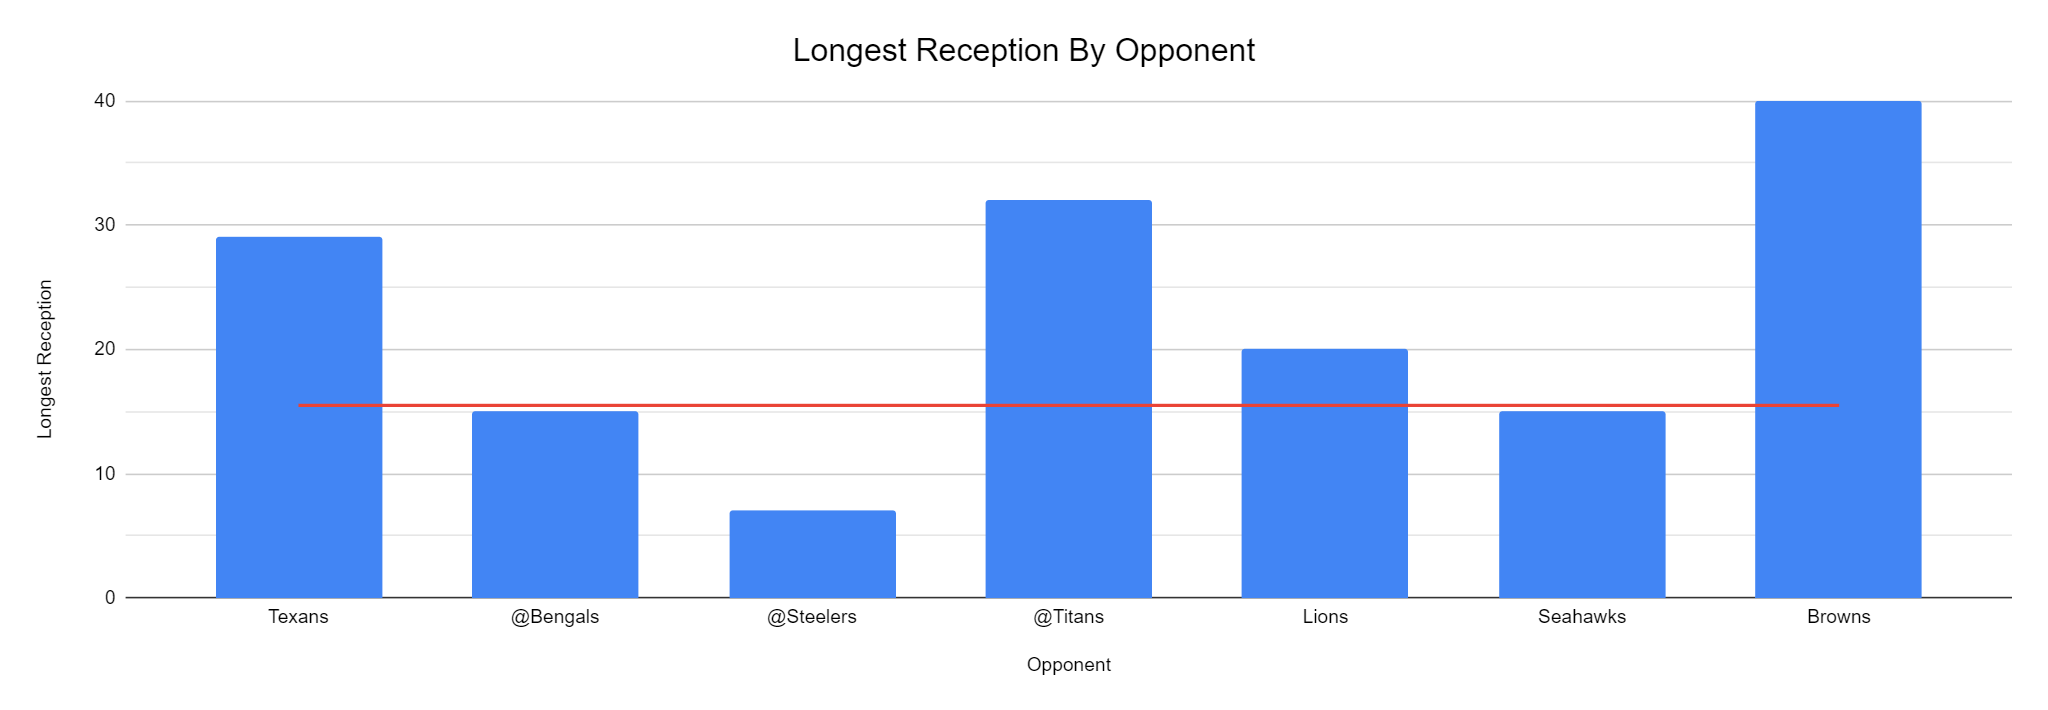 Longest Reception By Opponent
Longest Reception
40
30
20
10
0
Texans @Bengals @Steelers @Titans Lions Seahawks Browns
Opponent